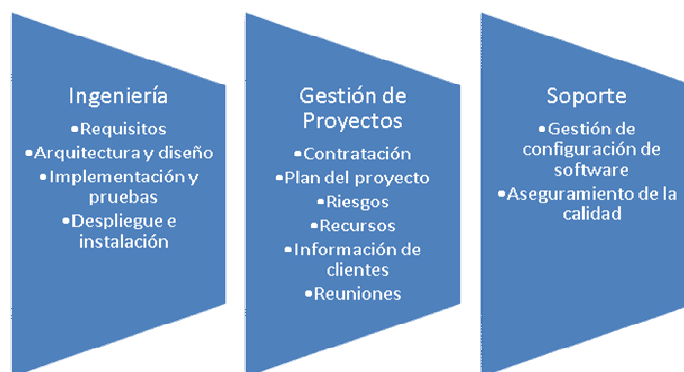 Ingeniería
•Requisitos
•Arquitectura y diseño
•Implementación y
pruebas
•Despliegue e
instalación
Gestión de
Proyectos
•Contratación
•Plan del proyecto
•Riesgos
•Recursos
•Información de
clientes
•Reuniones
Soporte
•Gestión de
configuración de
software
•Aseguramiento de la
calidad